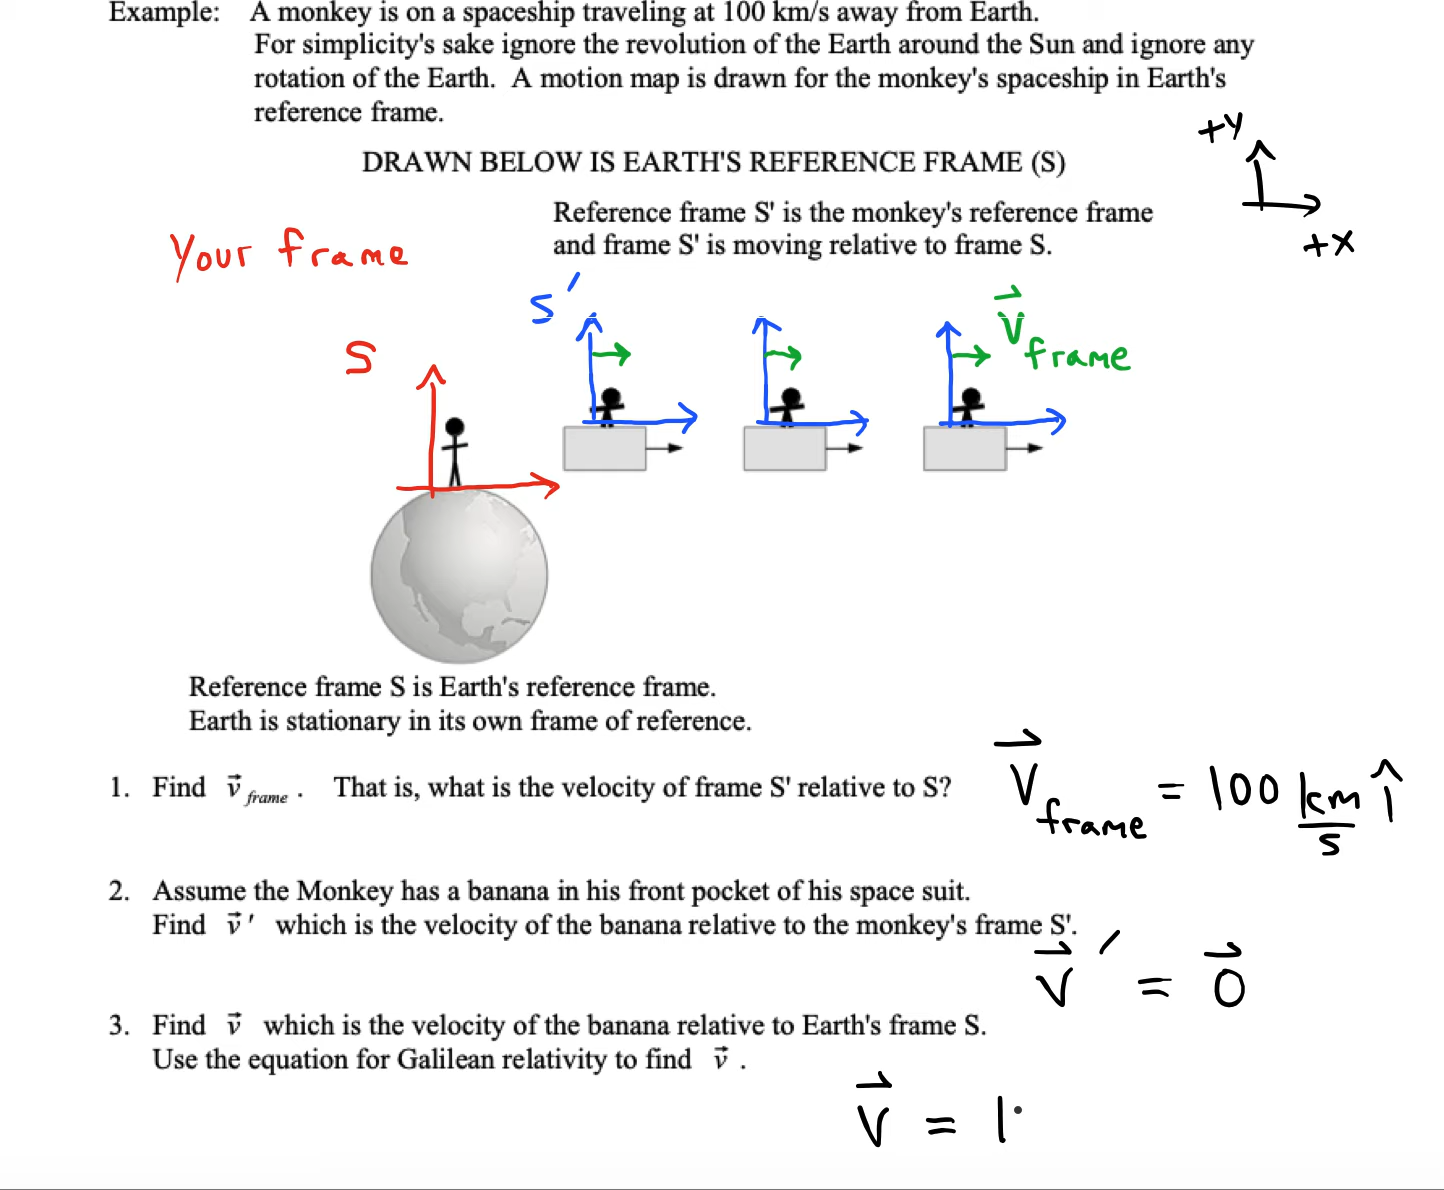 Example: A monkey is on a spaceship traveling at 100 km/s away from Earth.
For simplicity's sake ignore the revolution of the Earth around the Sun and ignore any
rotation of the Earth. A motion map is drawn for the monkey's spaceship in Earth's
reference frame.
+y
DRAWN BELOW IS EARTH'S REFERENCE FRAME (S)
+x
Reference frame S' is the monkey's reference frame
and frame S' is moving relative to frame S.
Your frame
S'
V⃗ frame
S
Reference frame S is Earth's reference frame.
Earth is stationary in its own frame of reference.
1. Find v⃗ frame . That is, what is the velocity of frame S' relative to S?
V⃗ frame = 100 km/s î
2. Assume the Monkey has a banana in his front pocket of his space suit.
Find v⃗ ' which is the velocity of the banana relative to the monkey's frame S'.
V⃗ ' = 0⃗
3. Find v⃗ which is the velocity of the banana relative to Earth's frame S.
Use the equation for Galilean relativity to find v⃗ .
V⃗ = 1